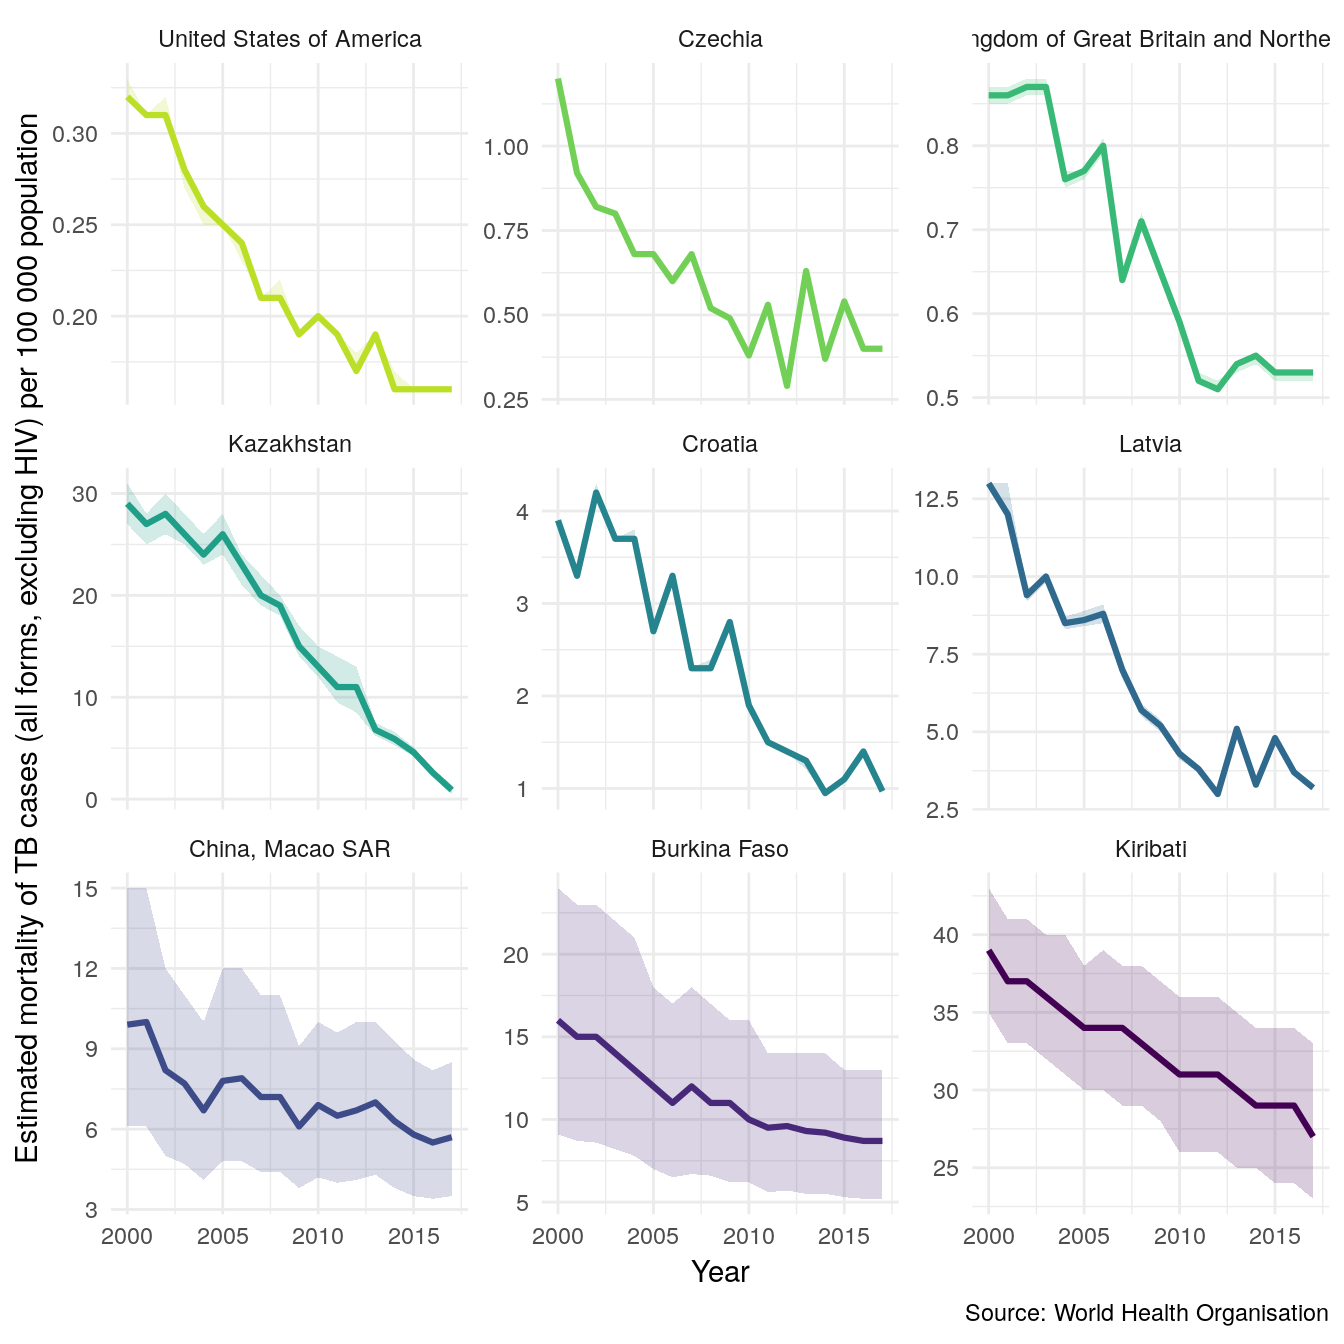 United States of America
Czechia
ngdom of Great Britain and Northe
Estimated mortality of TB cases (all forms, excluding HIV) per 100 000 population
0.30
0.25
0.20
1.00
0.75
0.50
0.25
0.8
0.7
0.6
0.5
Kazakhstan
Croatia
Latvia
30
20
10
0
4
3
2
1
12.5
10.0
7.5
5.0
2.5
China, Macao SAR
Burkina Faso
Kiribati
15
12
9
6
3
20
15
10
5
40
35
30
25
2000 2005 2010 2015
2000 2005 2010 2015
2000 2005 2010 2015
Year
Source: World Health Organisation